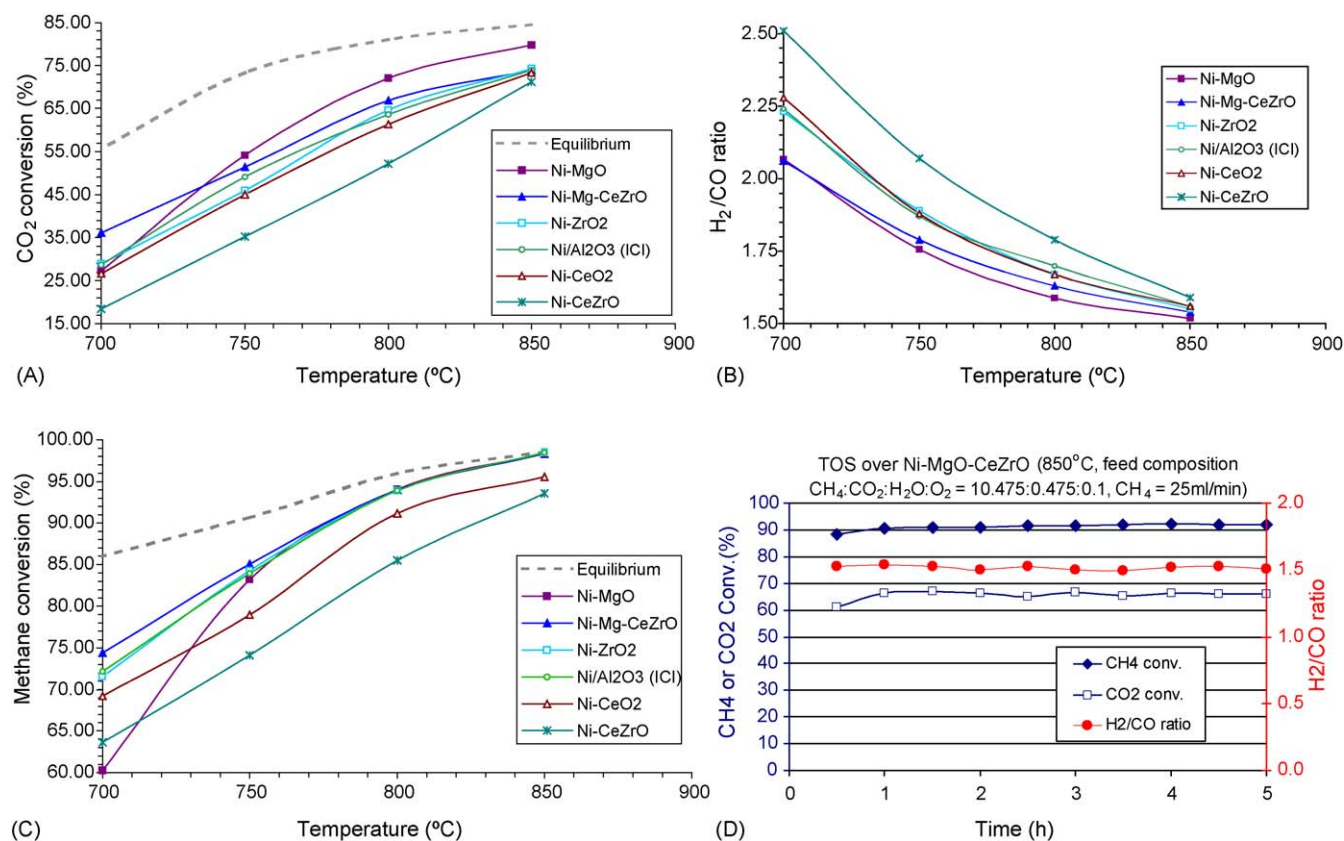 85.00
75.00
65.00
55.00
45.00
35.00
25.00
15.00
CO₂ conversion (%)
700 750 800 850 900
Temperature (ºC)
(A)
Equilibrium
Ni-MgO
Ni-Mg-CeZrO
Ni-ZrO2
Ni/Al2O3 (ICI)
Ni-CeO2
Ni-CeZrO
2.50
2.25
2.00
1.75
1.50
H₂/CO ratio
700 750 800 850 900
Temperature (ºC)
(B)
Ni-MgO
Ni-Mg-CeZrO
Ni-ZrO2
Ni/Al2O3 (ICI)
Ni-CeO2
Ni-CeZrO
100.00
95.00
90.00
85.00
80.00
75.00
70.00
65.00
60.00
Methane conversion (%)
700 750 800 850 900
Temperature (ºC)
(C)
Equilibrium
Ni-MgO
Ni-Mg-CeZrO
Ni-ZrO2
Ni/Al2O3 (ICI)
Ni-CeO2
Ni-CeZrO
TOS over Ni-MgO-CeZrO (850°C, feed composition
CH₄:CO₂:H₂O:O₂ = 10.475:0.475:0.1, CH₄ = 25ml/min)
100
90
80
70
60
50
40
30
20
10
0
CH4 or CO2 Conv.(%)
2.0
1.5
1.0
0.5
0.0
H2/CO ratio
CH4 conv.
CO2 conv.
H2/CO ratio
0 1 2 3 4 5
Time (h)
(D)